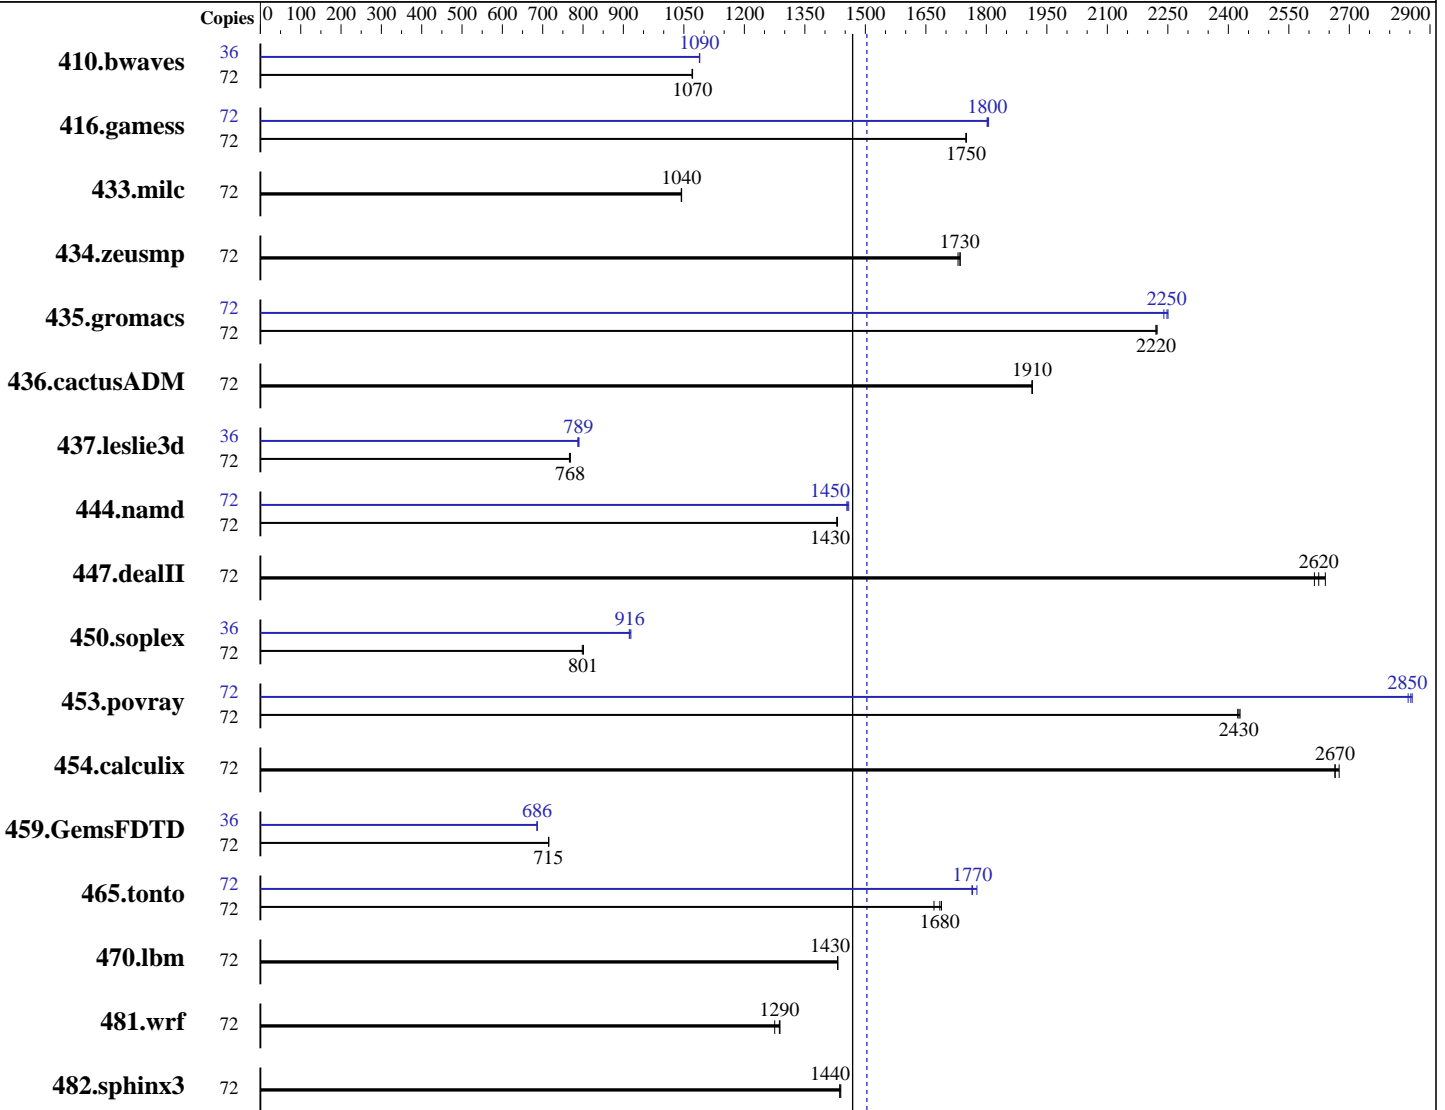 Copies 0 100 200 300 400 500 600 700 800 900 1050 1200 1350 1500 1650 1800 1950 2100 2250 2400 2550 2700 2900
410.bwaves 36 1090
72 1070
416.gamess 72 1800
72 1750
433.milc 72 1040
434.zeusmp 72 1730
435.gromacs 72 2250
72 2220
436.cactusADM 72 1910
437.leslie3d 36 789
72 768
444.namd 72 1450
72 1430
447.dealII 72 2620
450.soplex 36 916
72 801
453.povray 72 2850
72 2430
454.calculix 72 2670
459.GemsFDTD 36 686
72 715
465.tonto 72 1770
72 1680
470.lbm 72 1430
481.wrf 72 1290
482.sphinx3 72 1440